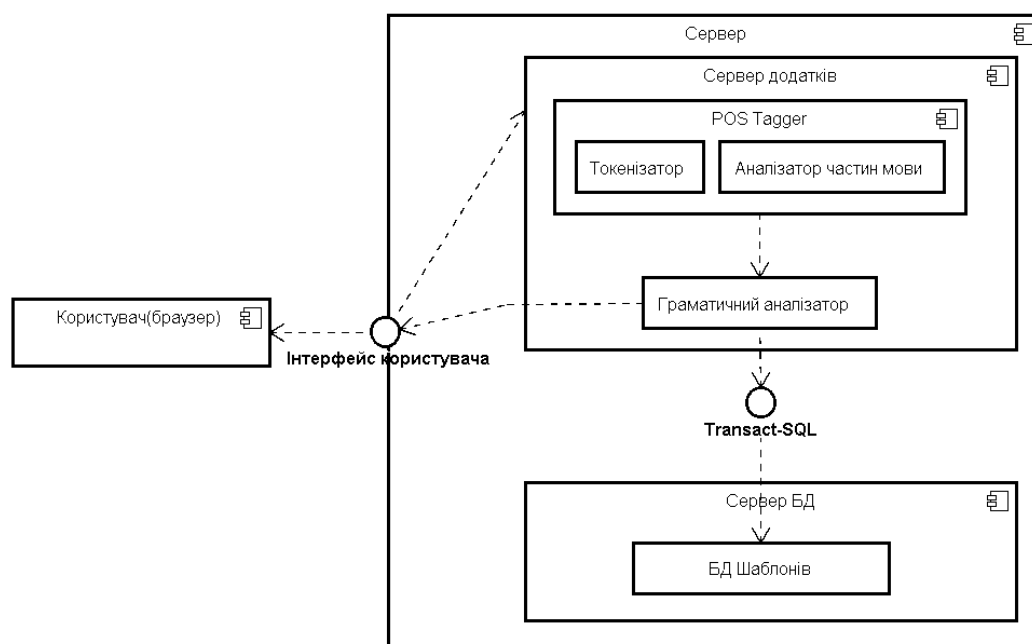 Сервер
Сервер додатків
POS Tagger
Токенізатор
Аналізатор частин мови
Граматичний аналізатор
Користувач(браузер)
Інтерфейс користувача
Transact-SQL
Сервер БД
БД Шаблонів